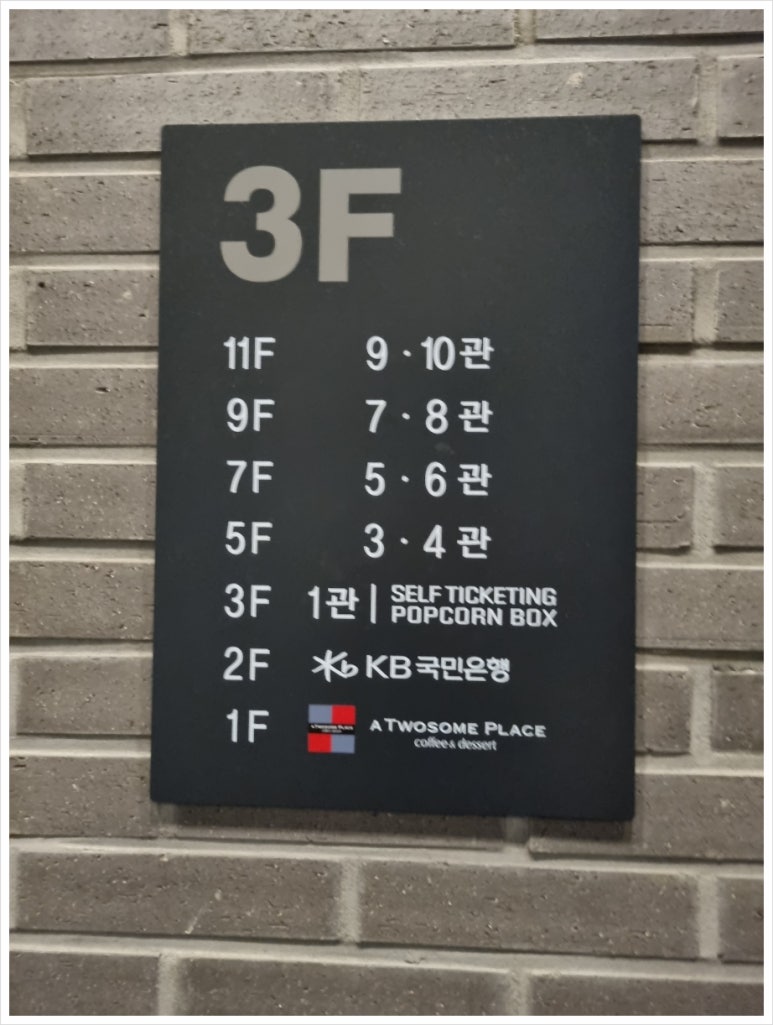 3F
11F 9 · 10관
9F 7 · 8관
7F 5 · 6관
5F 3 · 4관
3F 1관 | SELF TICKETING
POPCORN BOX
2F KB국민은행
1F A TWOSOME PLACE
coffee & dessert